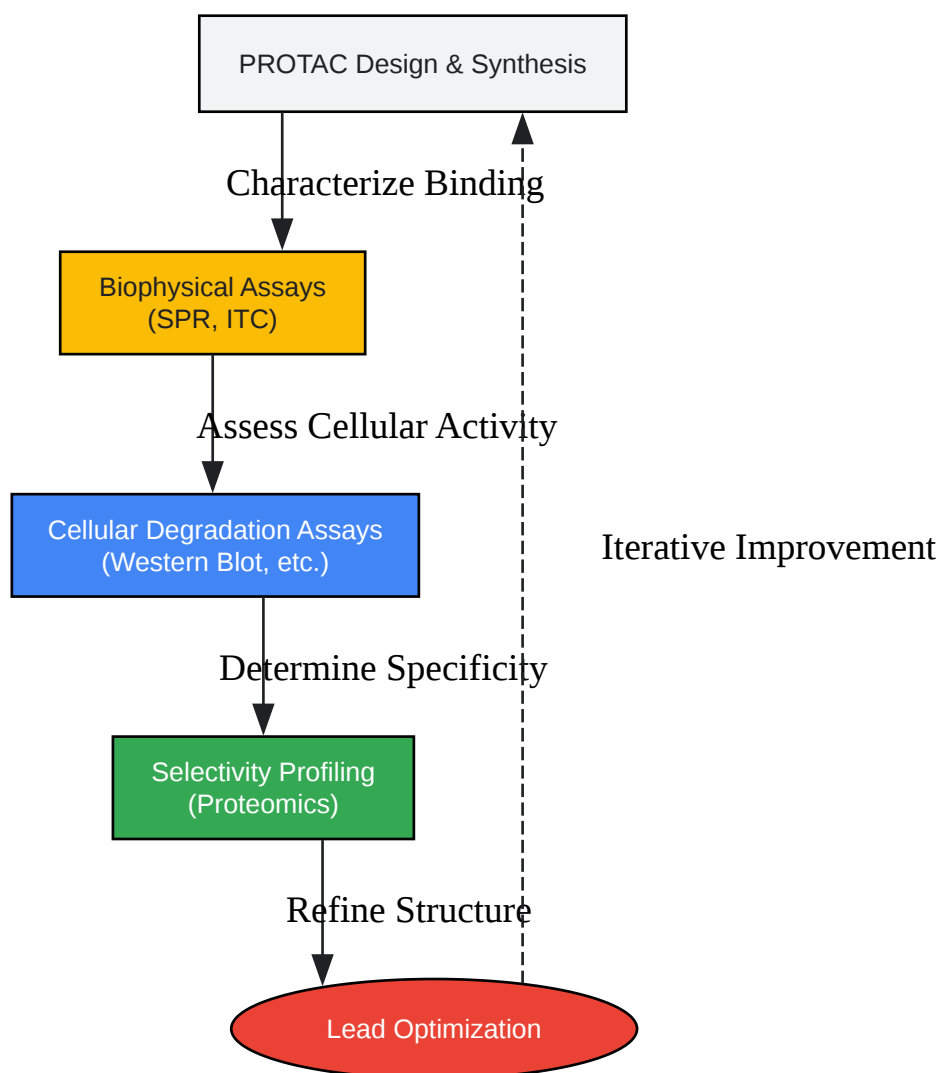 PROTAC Design & Synthesis
Characterize Binding
Biophysical Assays
(SPR, ITC)
Assess Cellular Activity
Cellular Degradation Assays
(Western Blot, etc.)
Iterative Improvement
Determine Specificity
Selectivity Profiling
(Proteomics)
Refine Structure
Lead Optimization